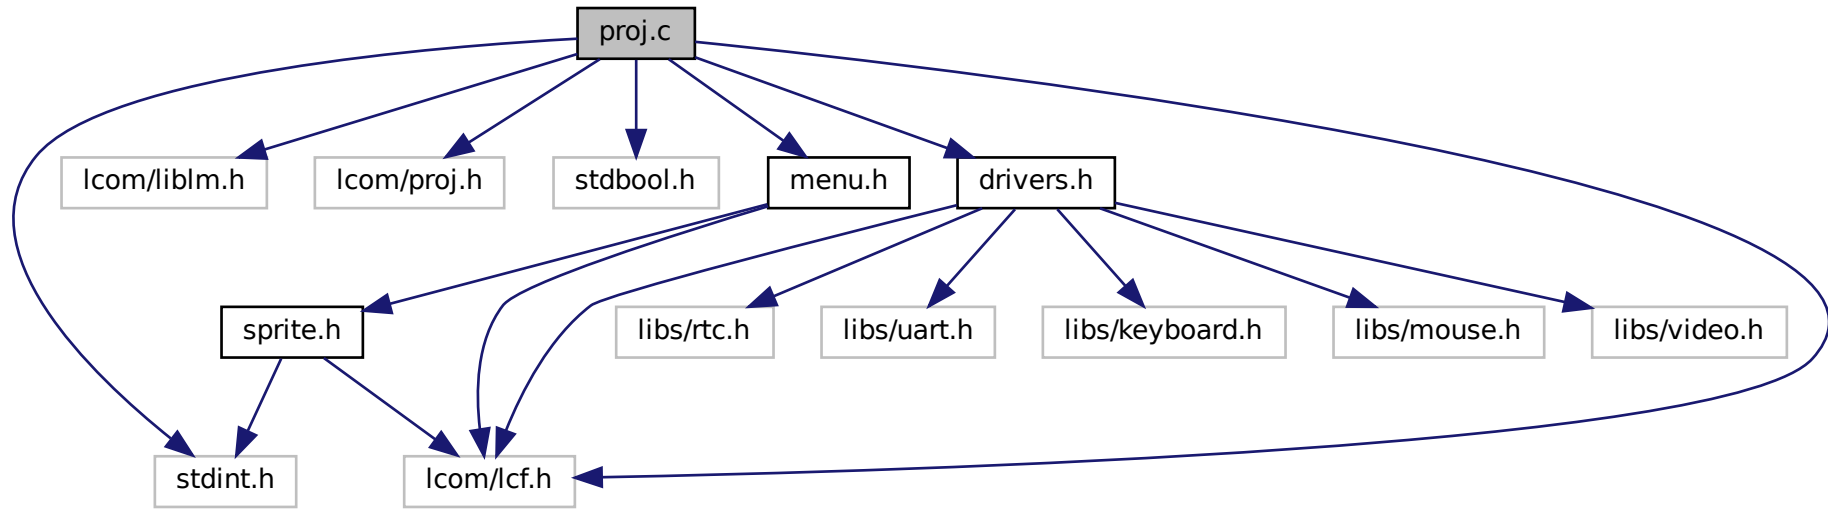 proj.c
lcom/liblm.h
lcom/proj.h
stdbool.h
menu.h
drivers.h
sprite.h
libs/rtc.h
libs/uart.h
libs/keyboard.h
libs/mouse.h
libs/video.h
stdint.h
lcom/lcf.h